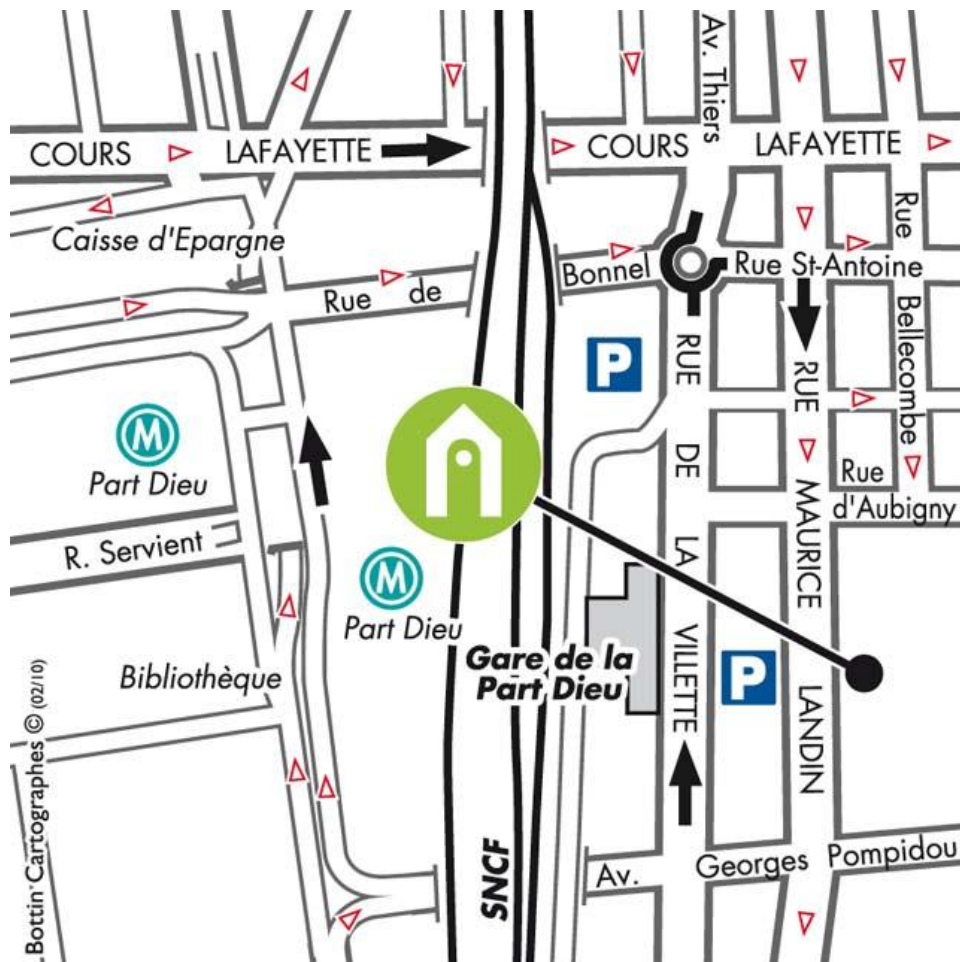 Av. Thiers
COURS
LAFAYETTE
COURS
LAFAYETTE
Caisse d'Epargne
Rue de
Bonnel
Rue St-Antoine
Rue
Bellecombe
P
M
Part Dieu
R. Servient
M
Part Dieu
Rue
d'Aubigny
RUE
DE
LA
VILLETTE
RUE
MAURICE
LANDIN
Gare de la
Part Dieu
P
Bibliothèque
SNCF
Av. Georges Pompidou
Bottin Cartographes © (02/10)